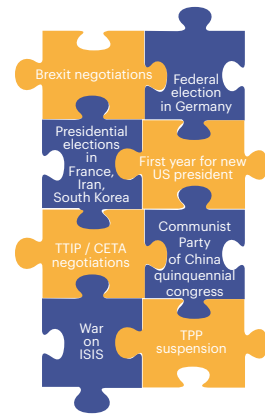 Brexit negotiations
Federal
election
in Germany
Presidential
elections
in
France,
Iran,
South Korea
First year for new
US president
TTIP / CETA
negotiations
Communist
Party
of China
quinquennial
congress
War
on
ISIS
TPP
suspension